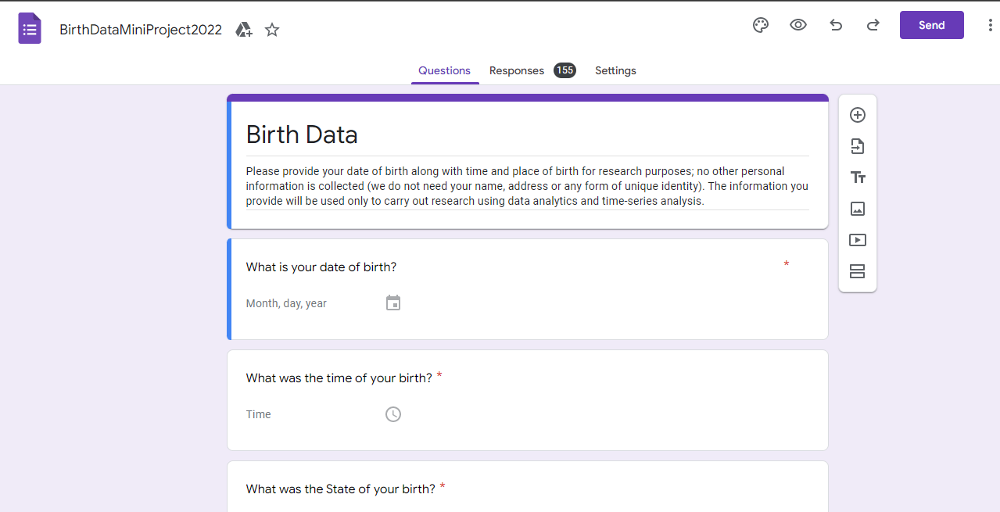 BirthDataMiniProject2022
Send
Questions Responses 155 Settings
Birth Data
Please provide your date of birth along with time and place of birth for research purposes; no other personal
information is collected (we do not need your name, address or any form of unique identity). The information you
provide will be used only to carry out research using data analytics and time-series analysis.
What is your date of birth? *
Month, day, year
What was the time of your birth? *
Time
What was the State of your birth? *